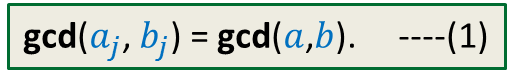 gcd(aⱼ, bⱼ) = gcd(a,b). ----(1)